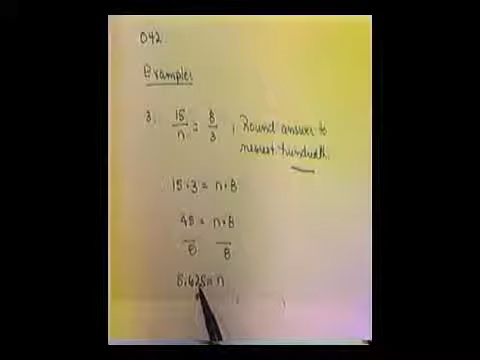 042.
Examples
3. 15/n = 8/3 ; Round answer to
nearest hundredth.
15 · 3 = n · 8
45 = n · 8
8 8
5.625 = n